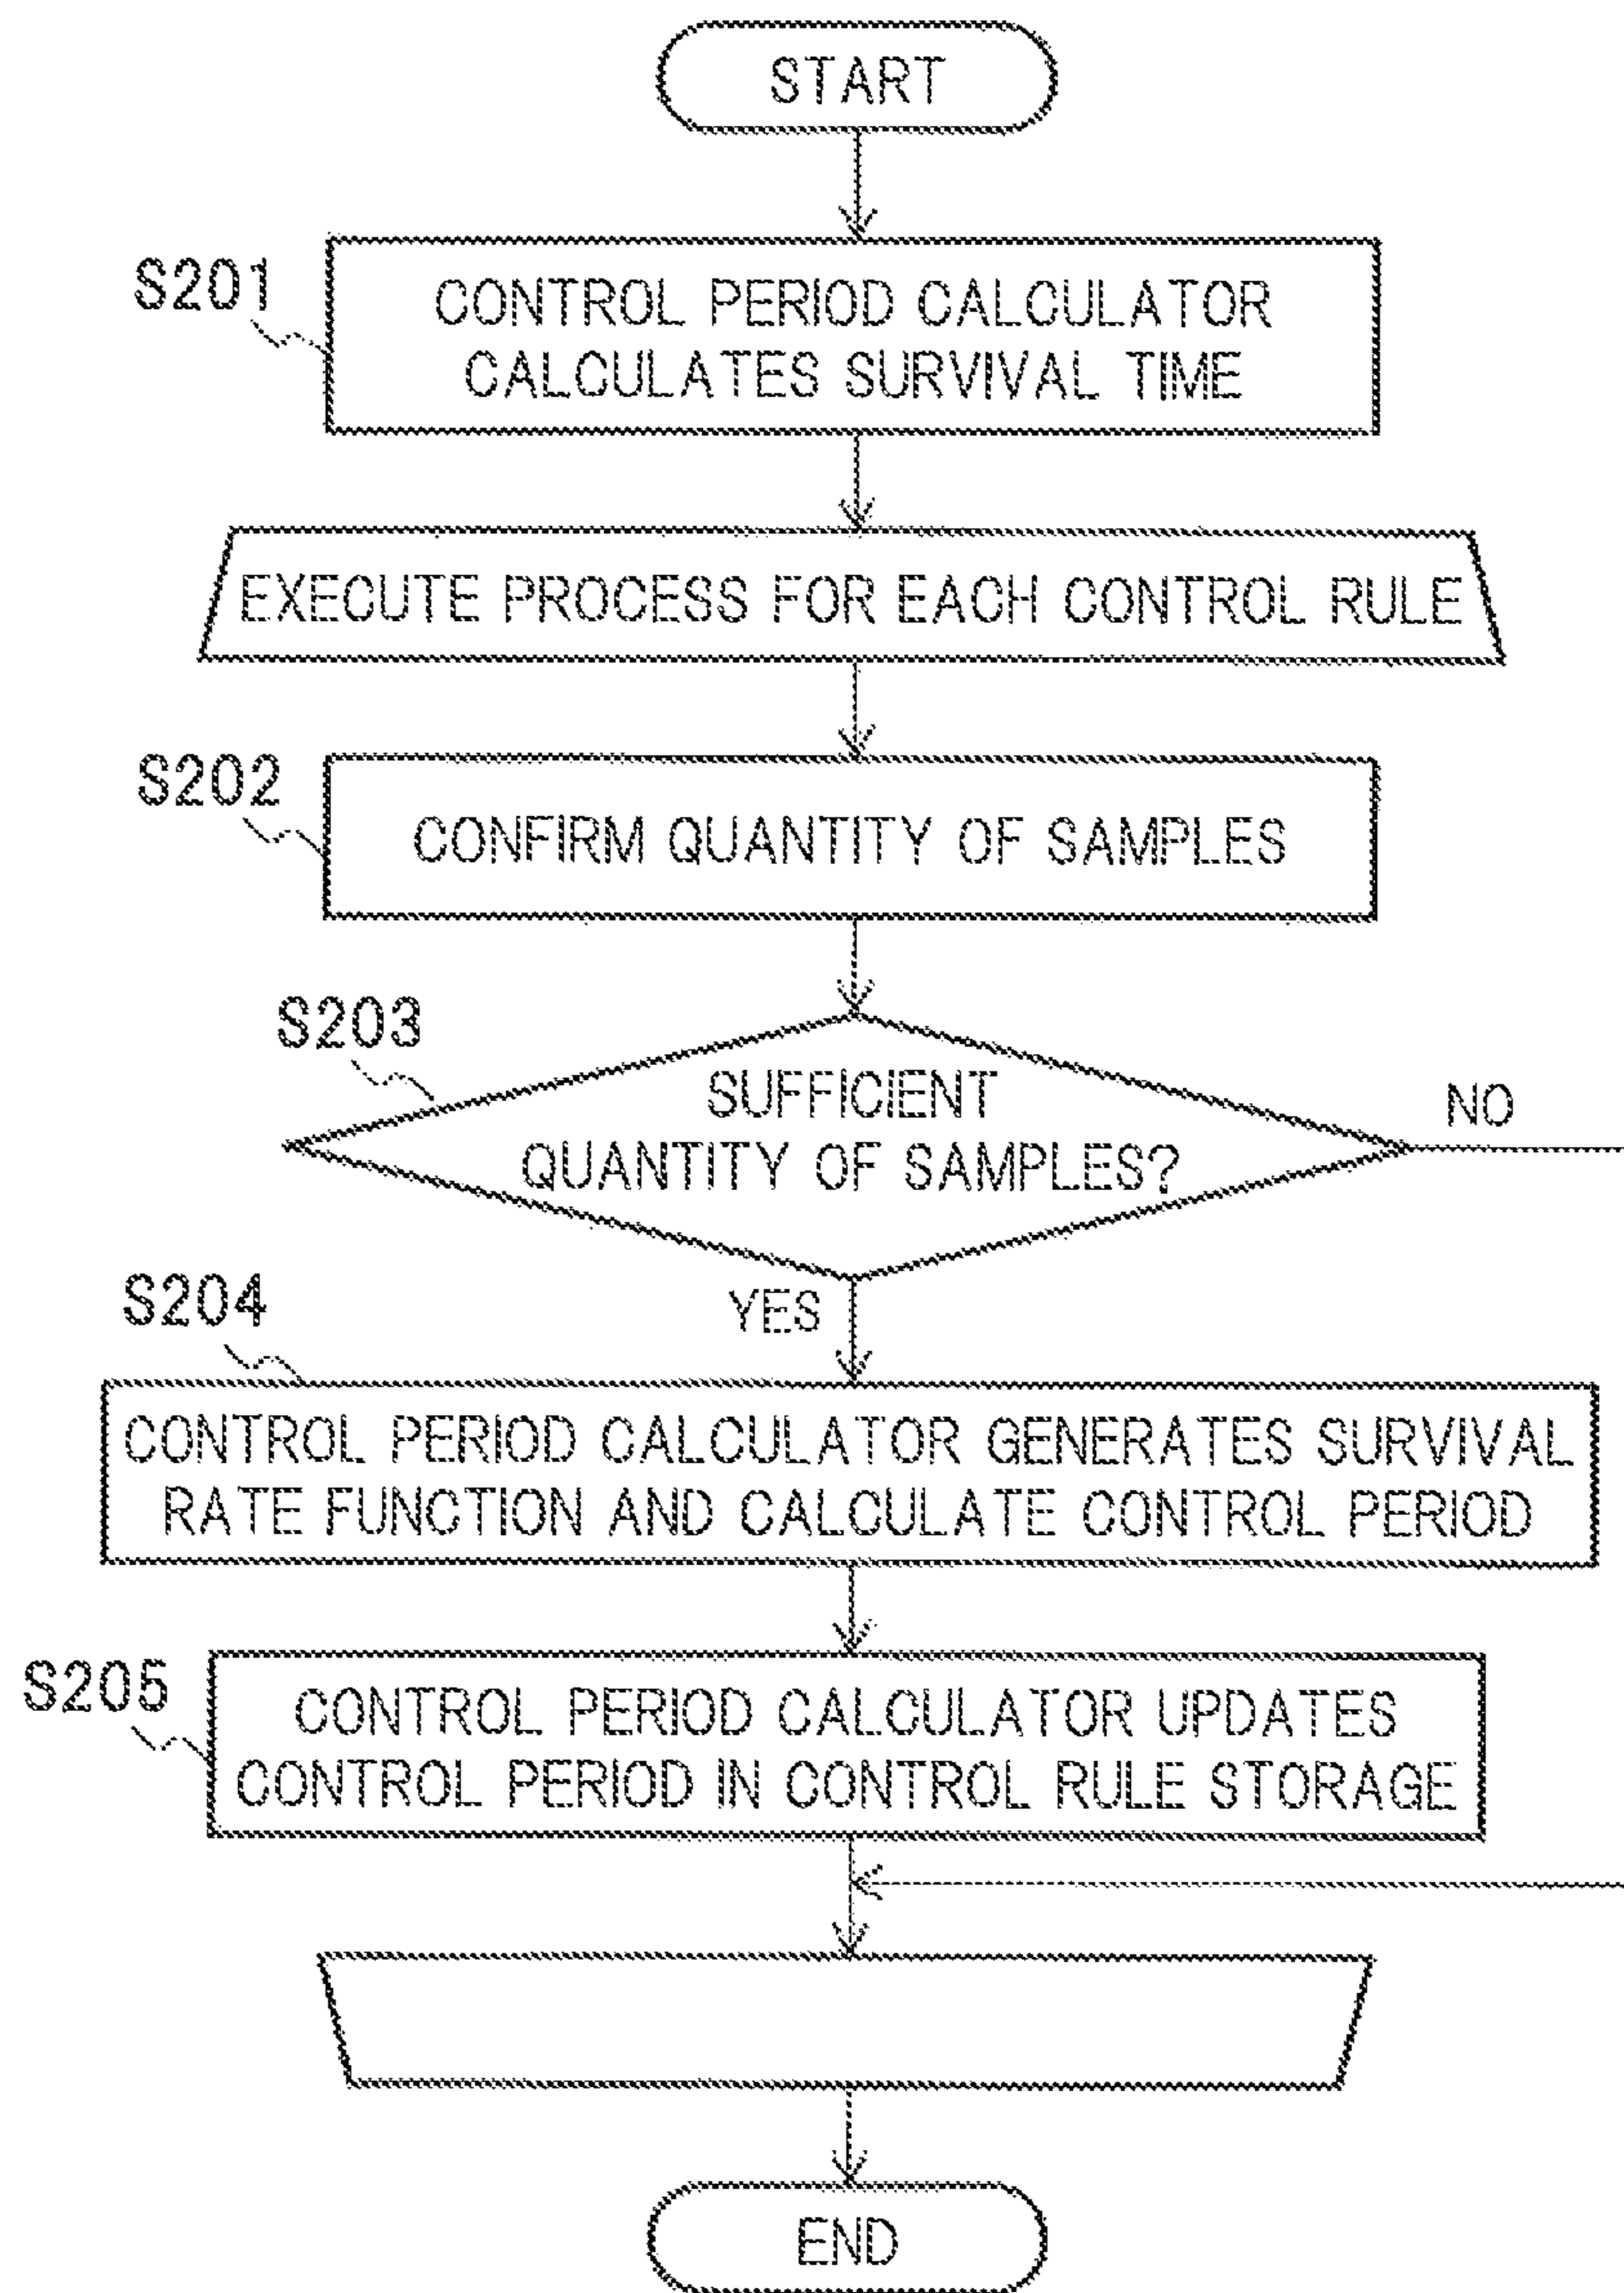 START
S201
CONTROL PERIOD CALCULATOR
CALCULATES SURVIVAL TIME
EXECUTE PROCESS FOR EACH CONTROL RULE
S202
CONFIRM QUANTITY OF SAMPLES
S203
SUFFICIENT
QUANTITY OF SAMPLES?
NO
YES
S204
CONTROL PERIOD CALCULATOR GENERATES SURVIVAL
RATE FUNCTION AND CALCULATE CONTROL PERIOD
S205
CONTROL PERIOD CALCULATOR UPDATES
CONTROL PERIOD IN CONTROL RULE STORAGE
END